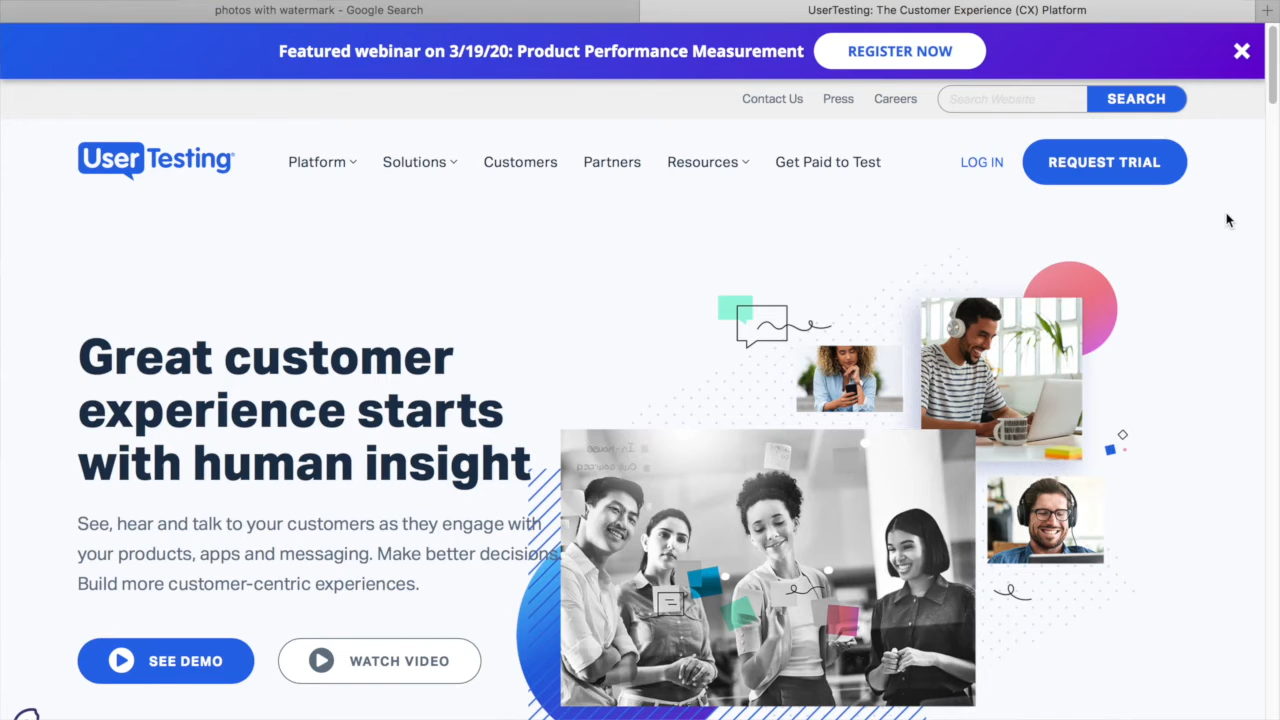 photos with watermark - Google Search
UserTesting: The Customer Experience (CX) Platform
Featured webinar on 3/19/20: Product Performance Measurement
REGISTER NOW
Contact Us
Press
Careers
Search Website
SEARCH
UserTesting
Platform
Solutions
Customers
Partners
Resources
Get Paid to Test
LOG IN
REQUEST TRIAL
Great customer
experience starts
with human insight
See, hear and talk to your customers as they engage with
your products, apps and messaging. Make better decisions.
Build more customer-centric experiences.
SEE DEMO
WATCH VIDEO